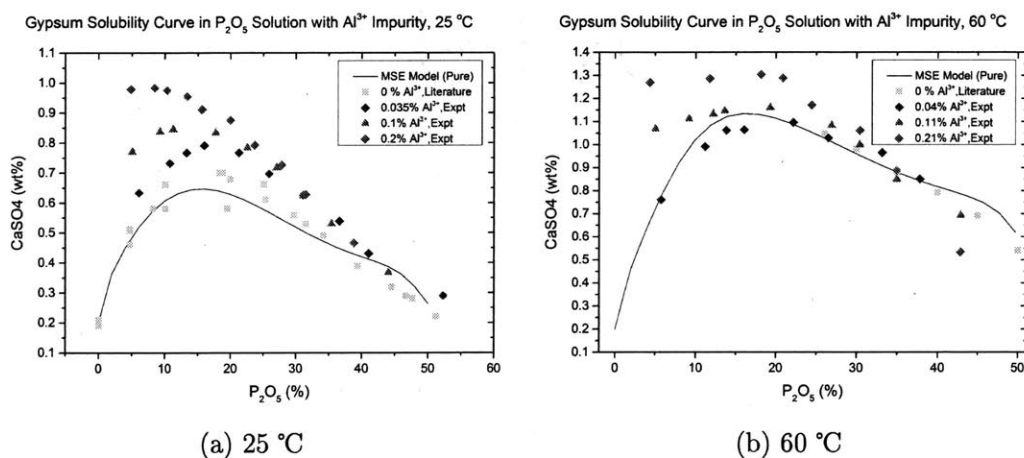 Gypsum Solubility Curve in P₂O₅ Solution with Al³⁺ Impurity, 25 °C
CaSO4 (wt%)
1.1
1.0
0.9
0.8
0.7
0.6
0.5
0.4
0.3
0.2
0.1
MSE Model (Pure)
0 % Al³⁺,Literature
0.035% Al³⁺,Expt
0.1% Al³⁺,Expt
0.2% Al³⁺,Expt
0 10 20 30 40 50 60
P₂O₅ (%)
(a) 25 °C
Gypsum Solubility Curve in P₂O₅ Solution with Al³⁺ Impurity, 60 °C
CaSO4 (wt%)
1.4
1.3
1.2
1.1
1.0
0.9
0.8
0.7
0.6
0.5
0.4
0.3
0.2
0.1
MSE Model (Pure)
0 % Al³⁺,Literature
0.04% Al³⁺,Expt
0.11% Al³⁺,Expt
0.21% Al³⁺,Expt
0 10 20 30 40 50
P₂O₅ (%)
(b) 60 °C